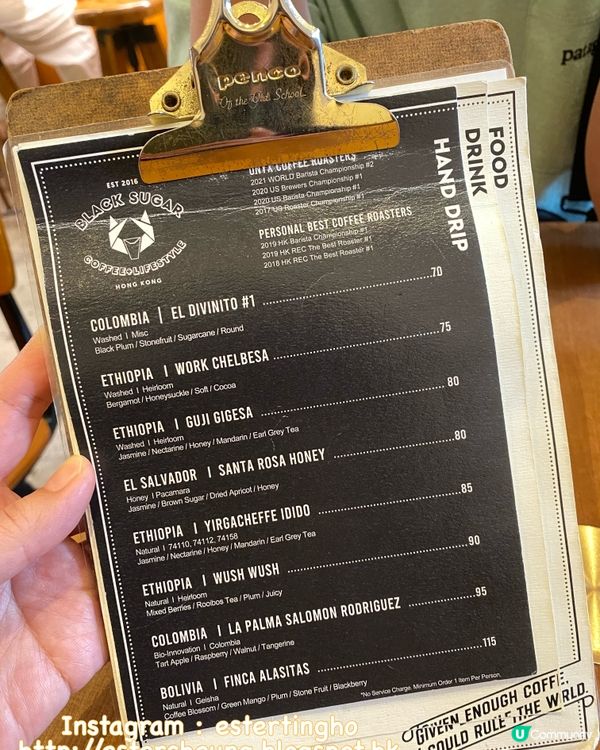 penco
Of the Old School
pata
FOOD
DRINK
HAND DRIP
EST 2016
BLACK SUGAR
COFFEE+LIFESTYLE
HONG KONG
ONYX COFFEE ROASTERS
2021 WORLD Barista Championship #2
2020 US Brewers Championship #1
2020 US Barista Championship #1
2017 US Roaster Championship #1
PERSONAL BEST COFFEE ROASTERS
2019 HK Barista Championship #1
2019 HK REC The Best Roaster #1
2018 HK REC The Best Roaster #1
COLOMBIA | EL DIVINITO #1 70
Washed | Misc
Black Plum / Stonefruit / Sugarcane / Round
ETHIOPIA | WORK CHELBESA 75
Washed | Heirloom
Bergamot / Honeysuckle / Soft / Cocoa
ETHIOPIA | GUJI GIGESA 80
Washed | Heirloom
Jasmine / Nectarine / Honey / Mandarin / Earl Grey Tea
EL SALVADOR | SANTA ROSA HONEY 80
Honey | Pacamara
Jasmine / Brown Sugar / Dried Apricot / Honey
ETHIOPIA | YIRGACHEFFE IDIDO 85
Natural | 74110, 74112, 74158
Jasmine / Nectarine / Honey / Mandarin / Earl Grey Tea
ETHIOPIA | WUSH WUSH 90
Natural | Heirloom
Mixed Berries / Rooibos Tea / Plum / Juicy
COLOMBIA | LA PALMA SALOMON RODRIGUEZ 95
Bio-Innovation | Colombia
Tart Apple / Raspberry / Walnut / Tangerine
BOLIVIA | FINCA ALASITAS 115
Natural | Geisha
Coffee Blossom / Green Mango / Plum / Stone Fruit / Blackberry
*No Service Charge. Minimum Order 1 Item Per Person.
GIVEN ENOUGH COFFE
COULD RULE THE WORLD
Instagram : estertingho
U Community